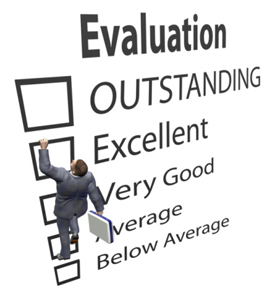 Evaluation
OUTSTANDING
Excellent
Very Good
Average
Below Average